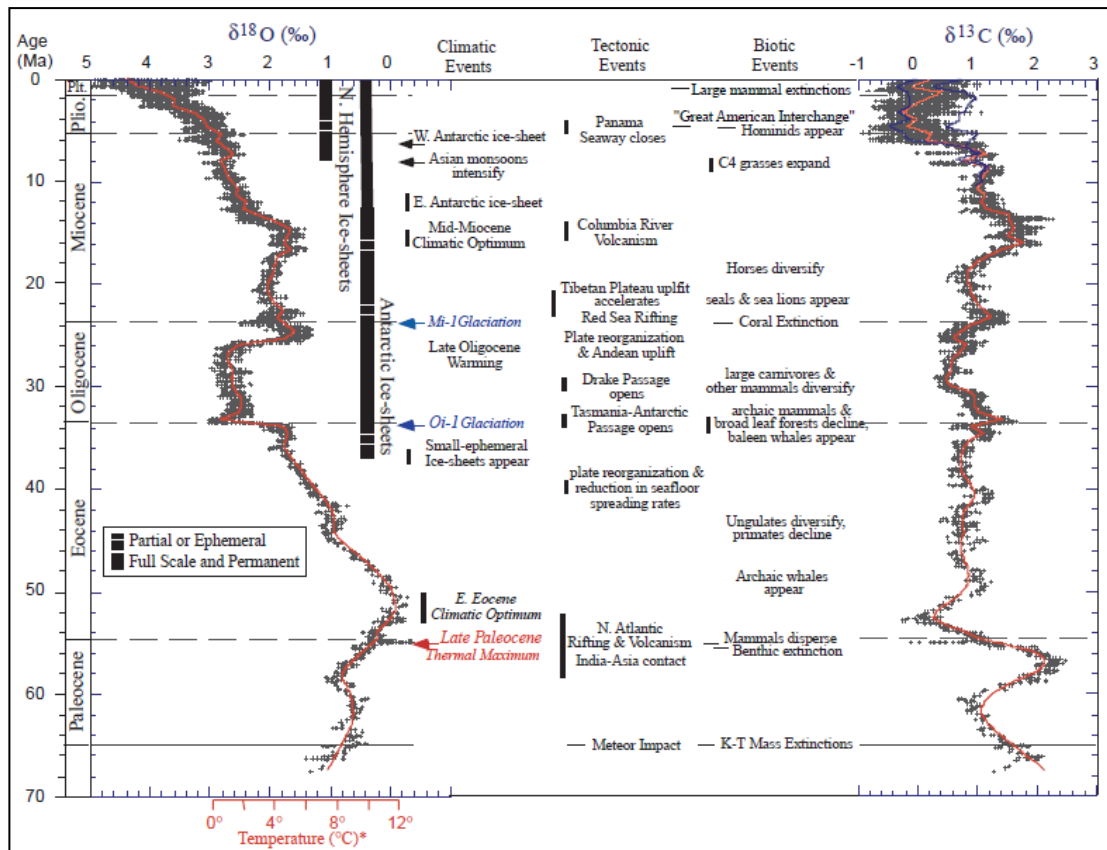 δ18O (‰)
δ13C (‰)
Age
(Ma)
Climatic
Events
Tectonic
Events
Biotic
Events
5 4 3 2 1 0
-1 0 1 2 3
0
10
20
30
40
50
60
70
Plt.
Plio.
Miocene
Oligocene
Eocene
Paleocene
N. Hemisphere Ice-sheets
Antarctic Ice-sheets
W. Antarctic ice-sheet
Asian monsoons
intensify
E. Antarctic ice-sheet
Mid-Miocene
Climatic Optimum
Mi-1Glaciation
Late Oligocene
Warming
Oi-1 Glaciation
Small-ephemeral
Ice-sheets appear
E. Eocene
Climatic Optimum
Late Paleocene
Thermal Maximum
Panama
Seaway closes
Columbia River
Volcanism
Tibetan Plateau uplfit
accelerates
Red Sea Rifting
Plate reorganization
& Andean uplift
Drake Passage
opens
Tasmania-Antarctic
Passage opens
plate reorganization &
reduction in seafloor
spreading rates
N. Atlantic
Rifting & Volcanism
India-Asia contact
Meteor Impact
Large mammal extinctions
"Great American Interchange"
Hominids appear
C4 grasses expand
Horses diversify
seals & sea lions appear
Coral Extinction
large carnivores &
other mammals diversify
archaic mammals &
broad leaf forests decline,
baleen whales appear
Ungulates diversify,
primates decline
Archaic whales
appear
Mammals disperse
Benthic extinction
K-T Mass Extinctions
Partial or Ephemeral
Full Scale and Permanent
0° 4° 8° 12°
Temperature (°C)*